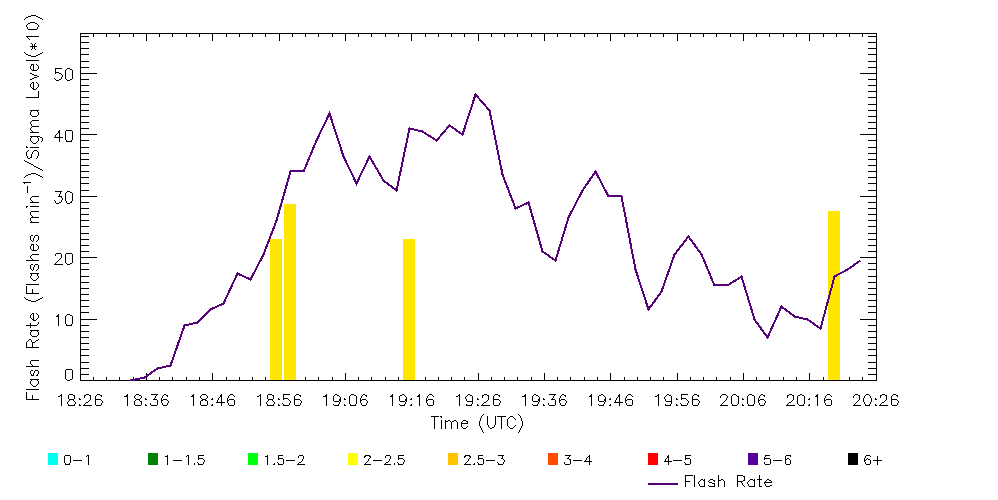 Flash Rate (Flashes min⁻¹)/Sigma Level(*10)
50
40
30
20
10
0
18:26 18:36 18:46 18:56 19:06 19:16 19:26 19:36 19:46 19:56 20:06 20:16 20:26
Time (UTC)
0-1 1-1.5 1.5-2 2-2.5 2.5-3 3-4 4-5 5-6 6+
Flash Rate